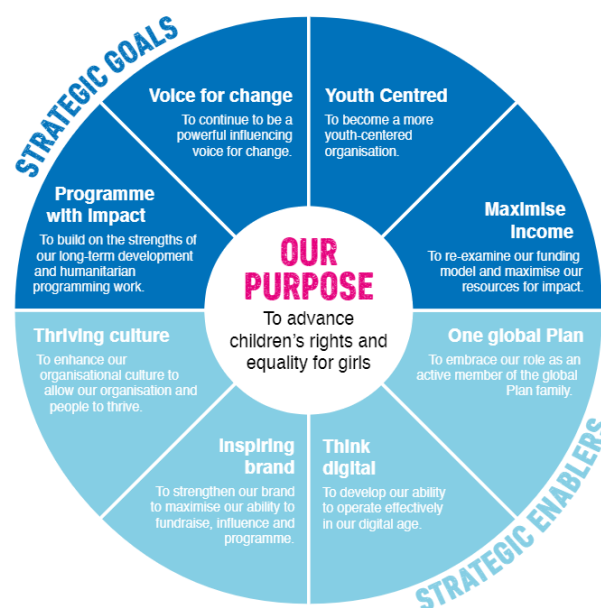 STRATEGIC GOALS
Voice for change
To continue to be a
powerful influencing
voice for change.
Youth Centred
To become a more
youth-centered
organisation.
Programme
with impact
To build on the strengths of
our long-term development
and humanitarian
programming work.
Maximise
income
To re-examine our funding
model and maximise our
resources for impact.
OUR
PURPOSE
To advance
children's rights and
equality for girls
Thriving culture
To enhance our
organisational culture to
allow our organisation and
people to thrive.
One global Plan
To embrace our role as an
active member of the global
Plan family.
Inspiring
brand
To strengthen our brand
to maximise our ability to
fundraise, influence and
programme.
Think
digital
To develop our ability
to operate effectively
in our digital age.
STRATEGIC ENABLERS